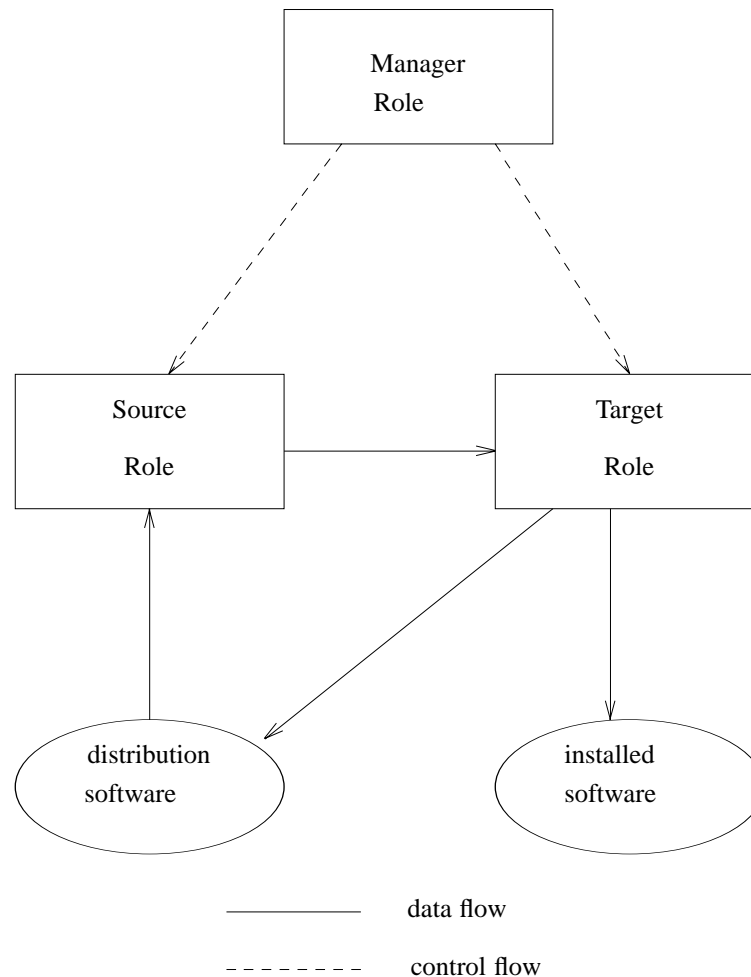 Manager
Role
Source
Role
Target
Role
distribution
software
installed
software
data flow
control flow